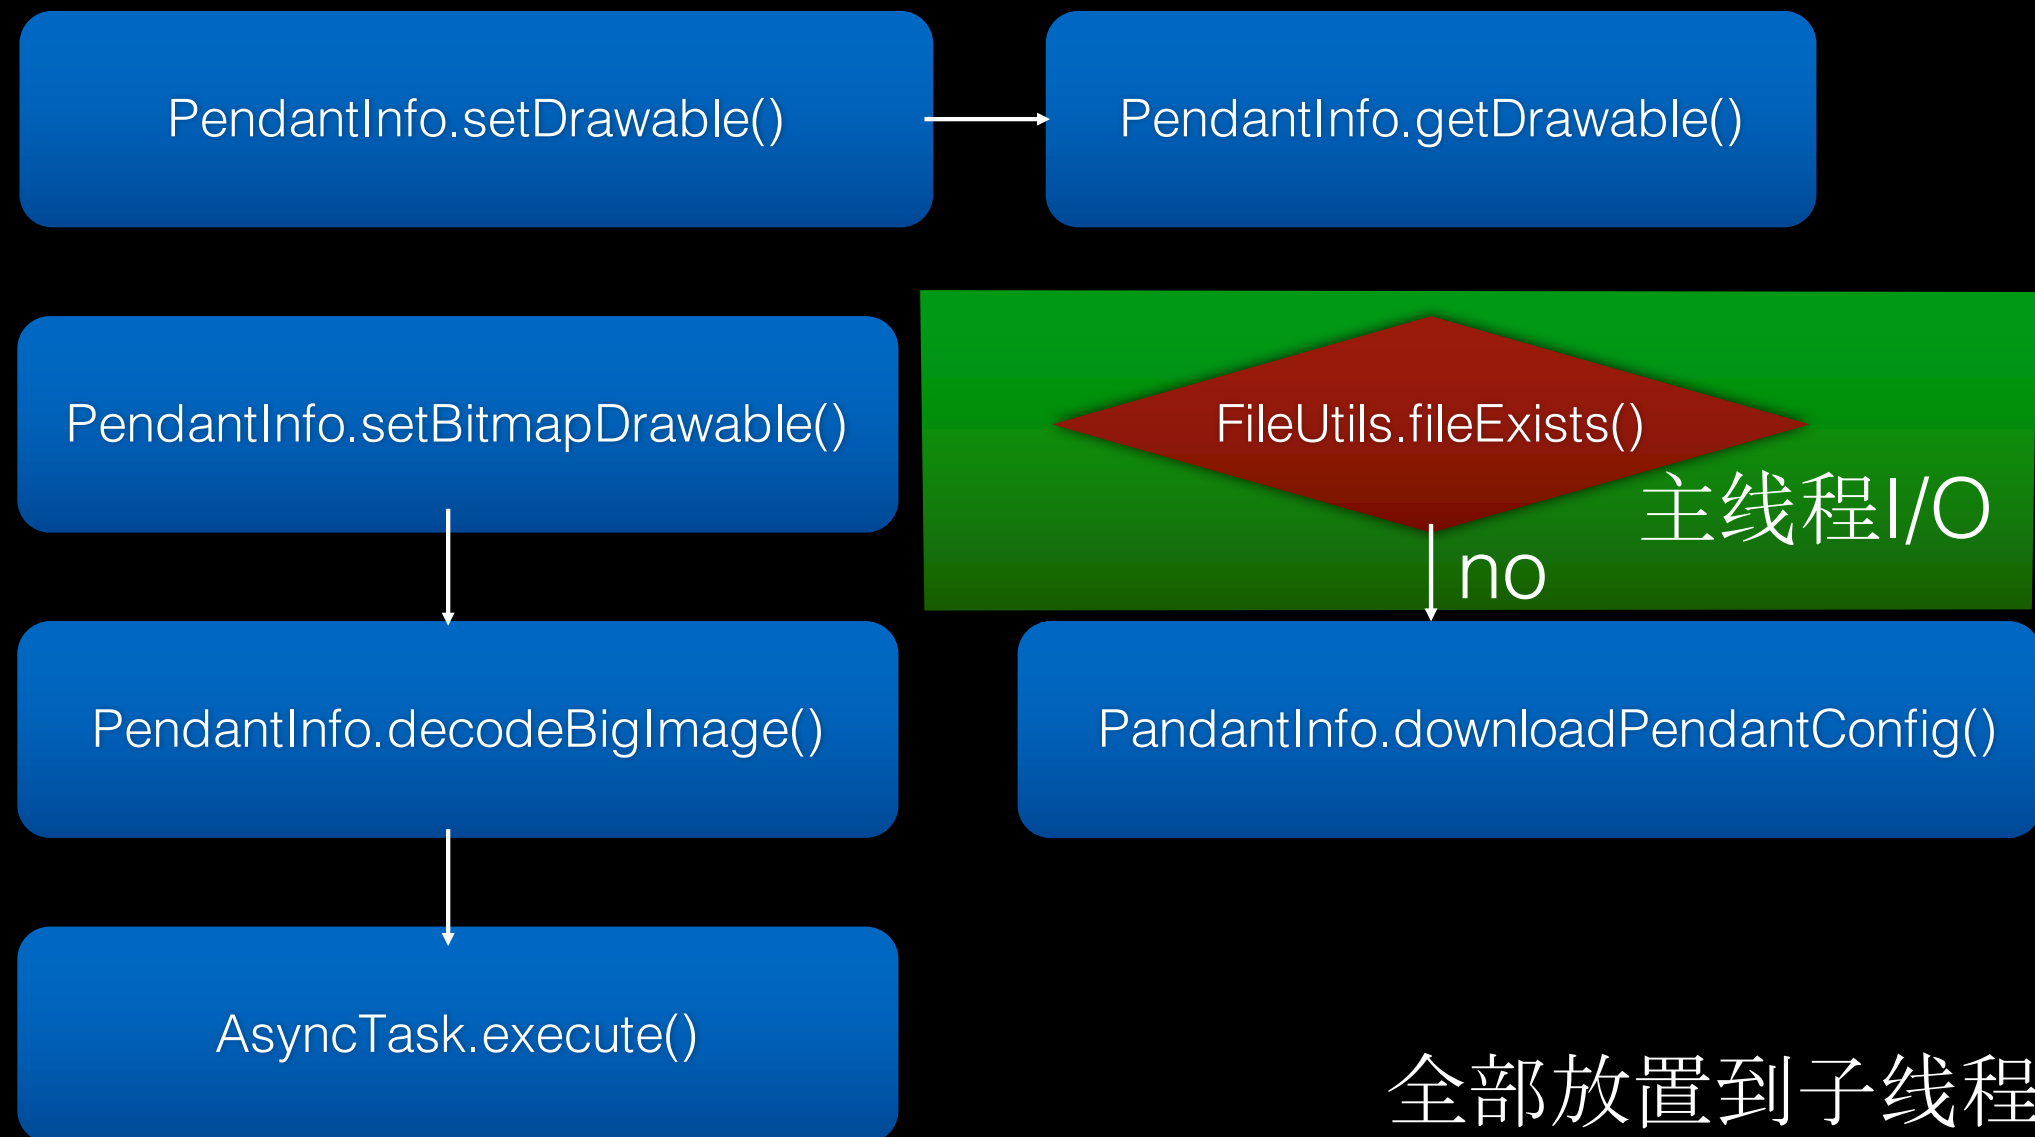 PendantInfo.setDrawable()
PendantInfo.getDrawable()
PendantInfo.setBitmapDrawable()
FileUtils.fileExists()
主线程I/O
no
PendantInfo.decodeBigImage()
PandantInfo.downloadPendantConfig()
AsyncTask.execute()
全部放置到子线程